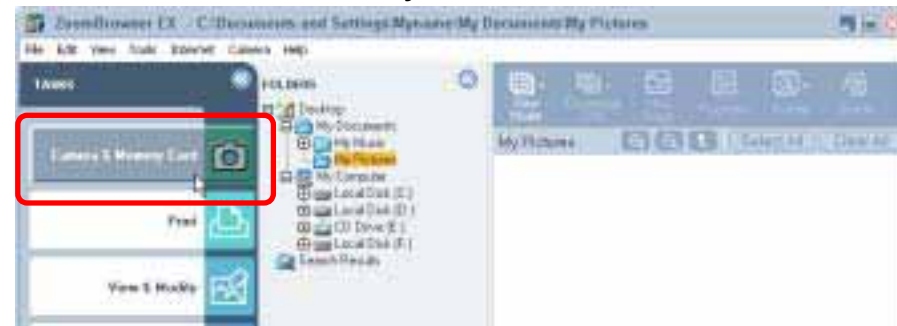 ZoomBrowser EX - C:\Documents and Settings\Myname\My Documents\My Pictures
File Edit View Tools Internet Camera Help
TASKS
Camera & Memory Card
Print
View & Modify
FOLDERS
Desktop
My Documents
My Music
My Pictures
My Computer
Local Disk (C:)
Local Disk (D:)
CD Drive (E:)
Local Disk (F:)
Search Results
My Pictures Select All Clear All